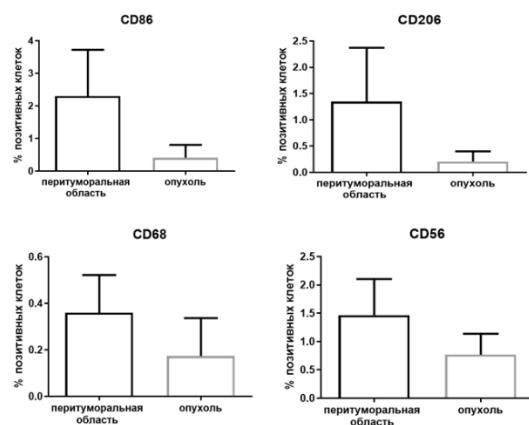 CD86
% позитивных клеток
4
3
2
1
0
перитуморальная
область
опухоль
CD206
% позитивных клеток
2.5
2.0
1.5
1.0
0.5
0.0
перитуморальная
область
опухоль
CD68
% позитивных клеток
0.6
0.4
0.2
0.0
перитуморальная
область
опухоль
CD56
% позитивных клеток
2.5
2.0
1.5
1.0
0.5
0.0
перитуморальная
область
опухоль